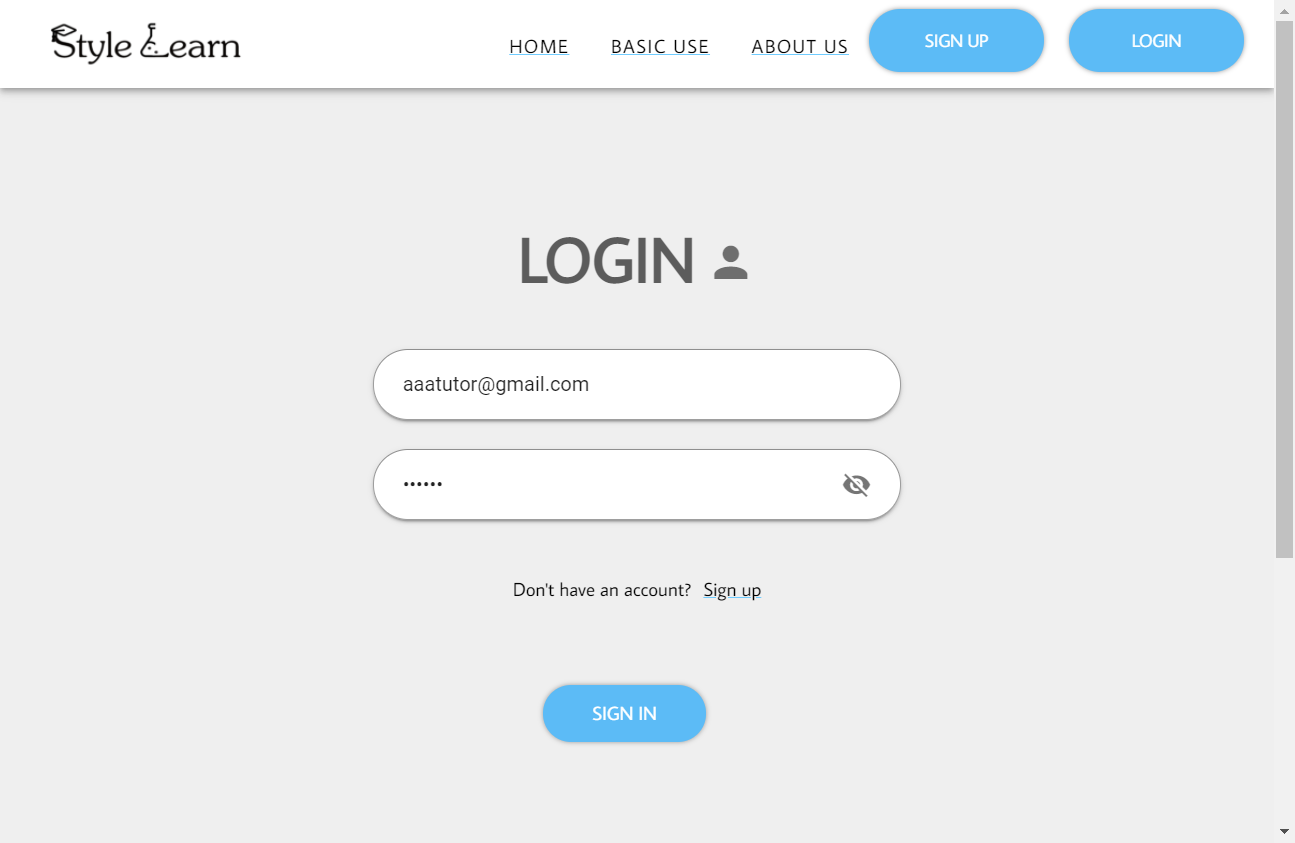 Style Learn
HOME BASIC USE ABOUT US SIGN UP LOGIN
LOGIN
aaatutor@gmail.com
••••••
Don't have an account? Sign up
SIGN IN